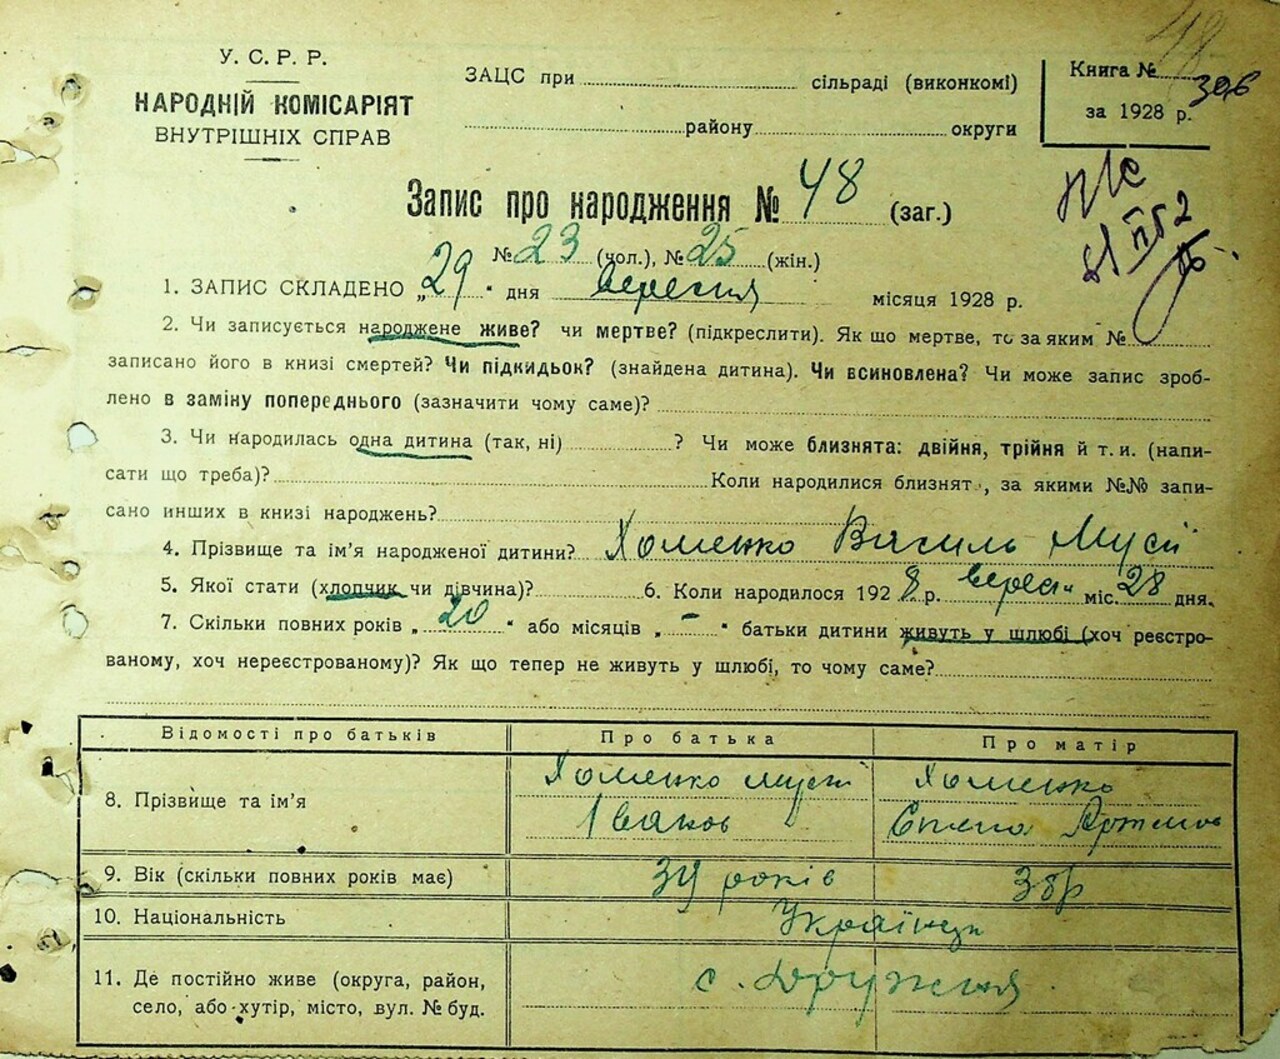 48
У. С. Р. Р.
НАРОДНІЙ КОМІСАРІЯТ
ВНУТРІШНІХ СПРАВ
ЗАЦС при сільраді (виконкомі)
району округи
Книга № 306
за 1928 р.
Запис про народження № 48 (заг.)
№ 23 (чол.), № 25 (жін.)
1. ЗАПИС СКЛАДЕНО „29" дня вересня місяця 1928 р.
2. Чи записується народжене живе? чи мертве? (підкреслити). Як що мертве, то за яким №
записано його в книзі смертей? Чи підкидьок? (знайдена дитина). Чи всиновлена? Чи може запис зроб-
лено в заміну попереднього (зазначити чому саме)?
3. Чи народилась одна дитина (так, ні) ? Чи може близнята: двійня, трійня й т. и. (напи-
сати що треба)? Коли народилися близнят , за якими №№ запи-
сано инших в книзі народжень?
4. Прізвище та ім'я народженої дитини? Хоменко Василь Мусії
5. Якої стати (хлопчик чи дівчина)? 6. Коли народилося 1928 р. верес міс. 28 дня.
7. Скільки повних років „20" або місяців „-" батьки дитини живуть у шлюбі (хоч реєстро-
ваному, хоч нереєстрованому)? Як що тепер не живуть у шлюбі, то чому саме?
Відомості про батьків Про батька Про матір
8. Прізвище та ім'я Хоменко Мусій Іванов Хоменко Артемов
9. Вік (скільки повних років має) 39 років
10. Національність Українці
11. Де постійно живе (округа, район,
село, або хутір, місто, вул. № буд. с. Дружня